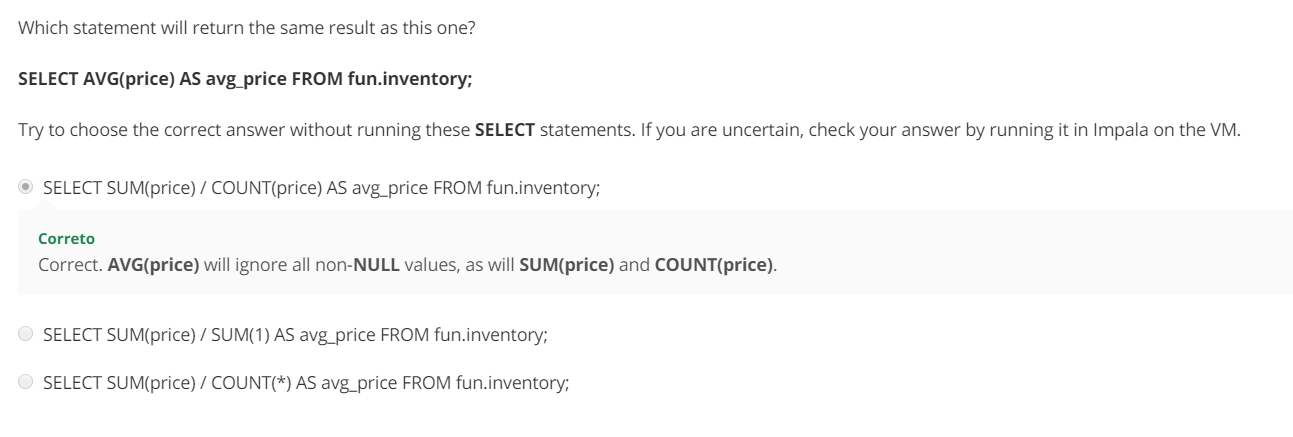 Which statement will return the same result as this one?
SELECT AVG(price) AS avg_price FROM fun.inventory;
Try to choose the correct answer without running these SELECT statements. If you are uncertain, check your answer by running it in Impala on the VM.
SELECT SUM(price) / COUNT(price) AS avg_price FROM fun.inventory;
Correto
Correct. AVG(price) will ignore all non-NULL values, as will SUM(price) and COUNT(price).
SELECT SUM(price) / SUM(1) AS avg_price FROM fun.inventory;
SELECT SUM(price) / COUNT(*) AS avg_price FROM fun.inventory;